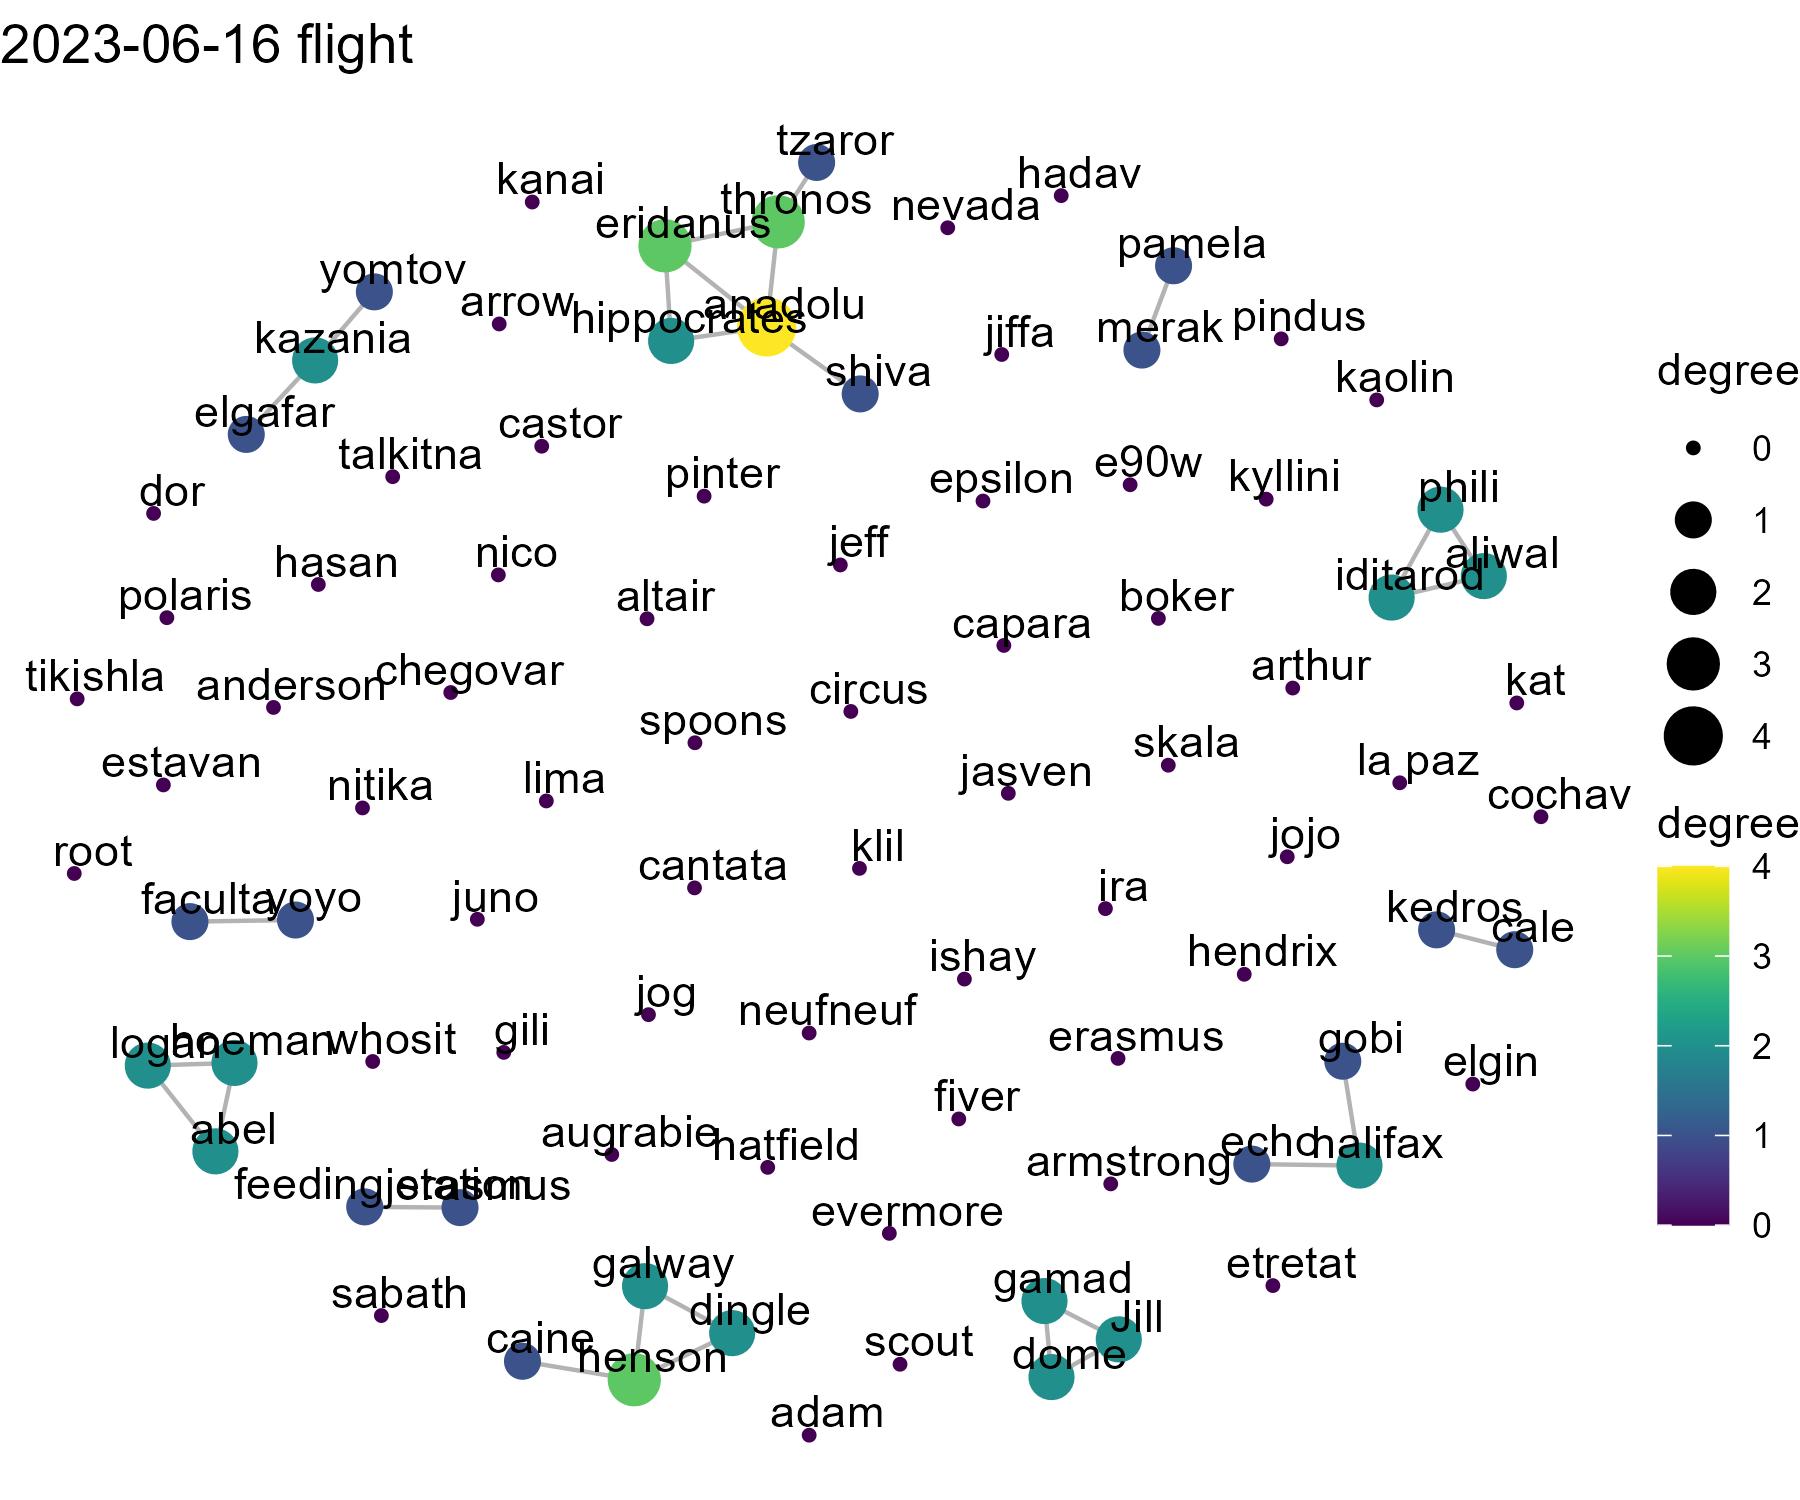 2023-06-16 flight
tzaror
kanai
hadav
thronos
nevada
eridanus
pamela
yomtov
arrow
anadolu
hippocrates
jiffa
merak
pindus
kazania
shiva
kaolin
elgafar
castor
talkitna
pinter
epsilon
e90w
kyllini
phili
dor
jeff
nico
hasan
aliwal
iditarod
polaris
altair
boker
capara
tikishla
anderson
chegovar
circus
arthur
kat
spoons
skala
estavan
nitika
lima
jasven
la paz
cochav
root
cantata
klil
jojo
faculta
yoyo
juno
ira
kedros
cale
ishay
hendrix
jog
neufneuf
logan
hoeman
whosit
gili
erasmus
gobi
elgin
abel
augrabie
hatfield
fiver
armstrong
echo
halifax
feeding station
evermore
galway
sabath
dingle
gamad
etretat
caine
henson
scout
Jill
dome
adam
degree
0
1
2
3
4
degree
4
3
2
1
0